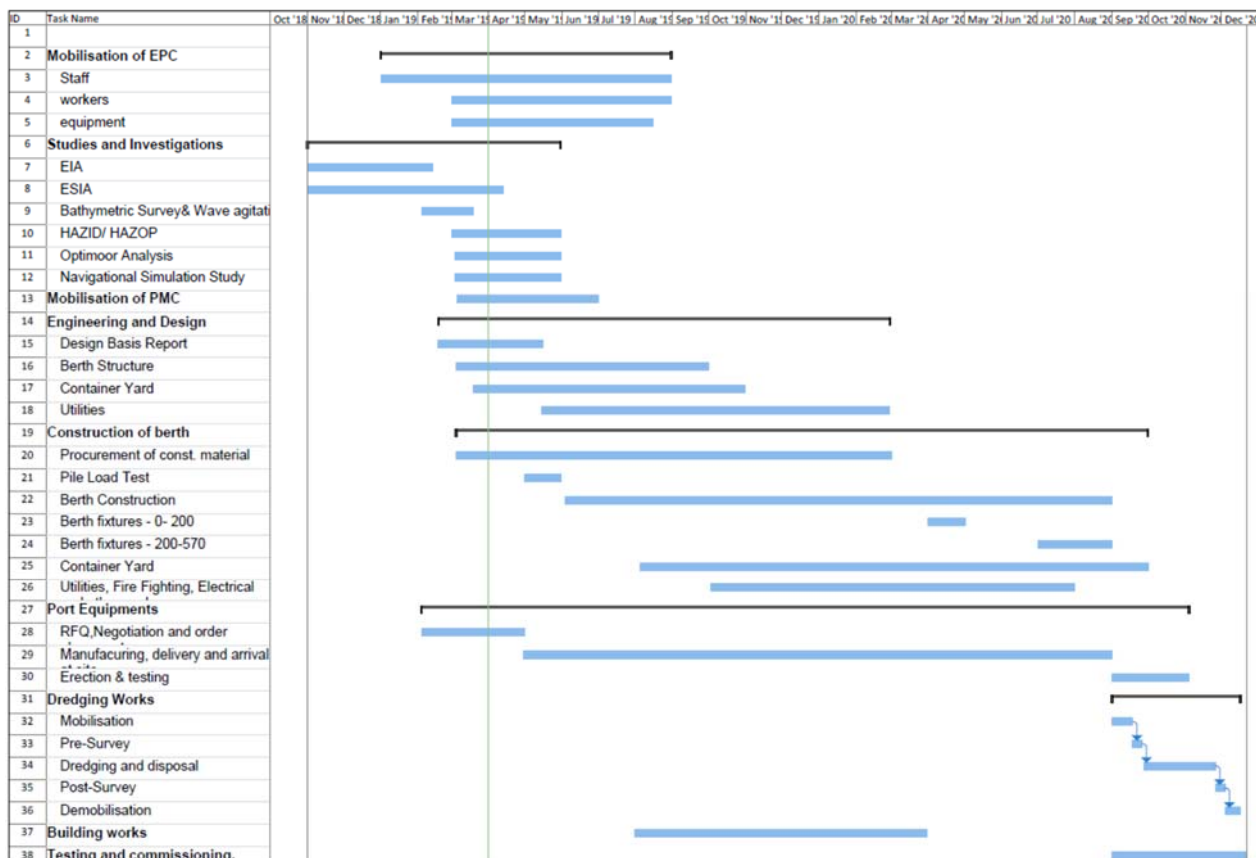 ID Task Name Oct '18 Nov '18 Dec '18 Jan '19 Feb '19 Mar '19 Apr '19 May '19 Jun '19 Jul '19 Aug '19 Sep '19 Oct '19 Nov '19 Dec '19 Jan '20 Feb '20 Mar '20 Apr '20 May '20 Jun '20 Jul '20 Aug '20 Sep '20 Oct '20 Nov '20 Dec '20
1
2 Mobilisation of EPC
3 Staff
4 workers
5 equipment
6 Studies and Investigations
7 EIA
8 ESIA
9 Bathymetric Survey& Wave agitati
10 HAZID/ HAZOP
11 Optimoor Analysis
12 Navigational Simulation Study
13 Mobilisation of PMC
14 Engineering and Design
15 Design Basis Report
16 Berth Structure
17 Container Yard
18 Utilities
19 Construction of berth
20 Procurement of const. material
21 Pile Load Test
22 Berth Construction
23 Berth fixtures - 0- 200
24 Berth fixtures - 200-570
25 Container Yard
26 Utilities, Fire Fighting, Electrical
27 Port Equipments
28 RFQ,Negotiation and order
29 Manufacuring, delivery and arrival
30 Erection & testing
31 Dredging Works
32 Mobilisation
33 Pre-Survey
34 Dredging and disposal
35 Post-Survey
36 Demobilisation
37 Building works
38 Testing and commissioning,